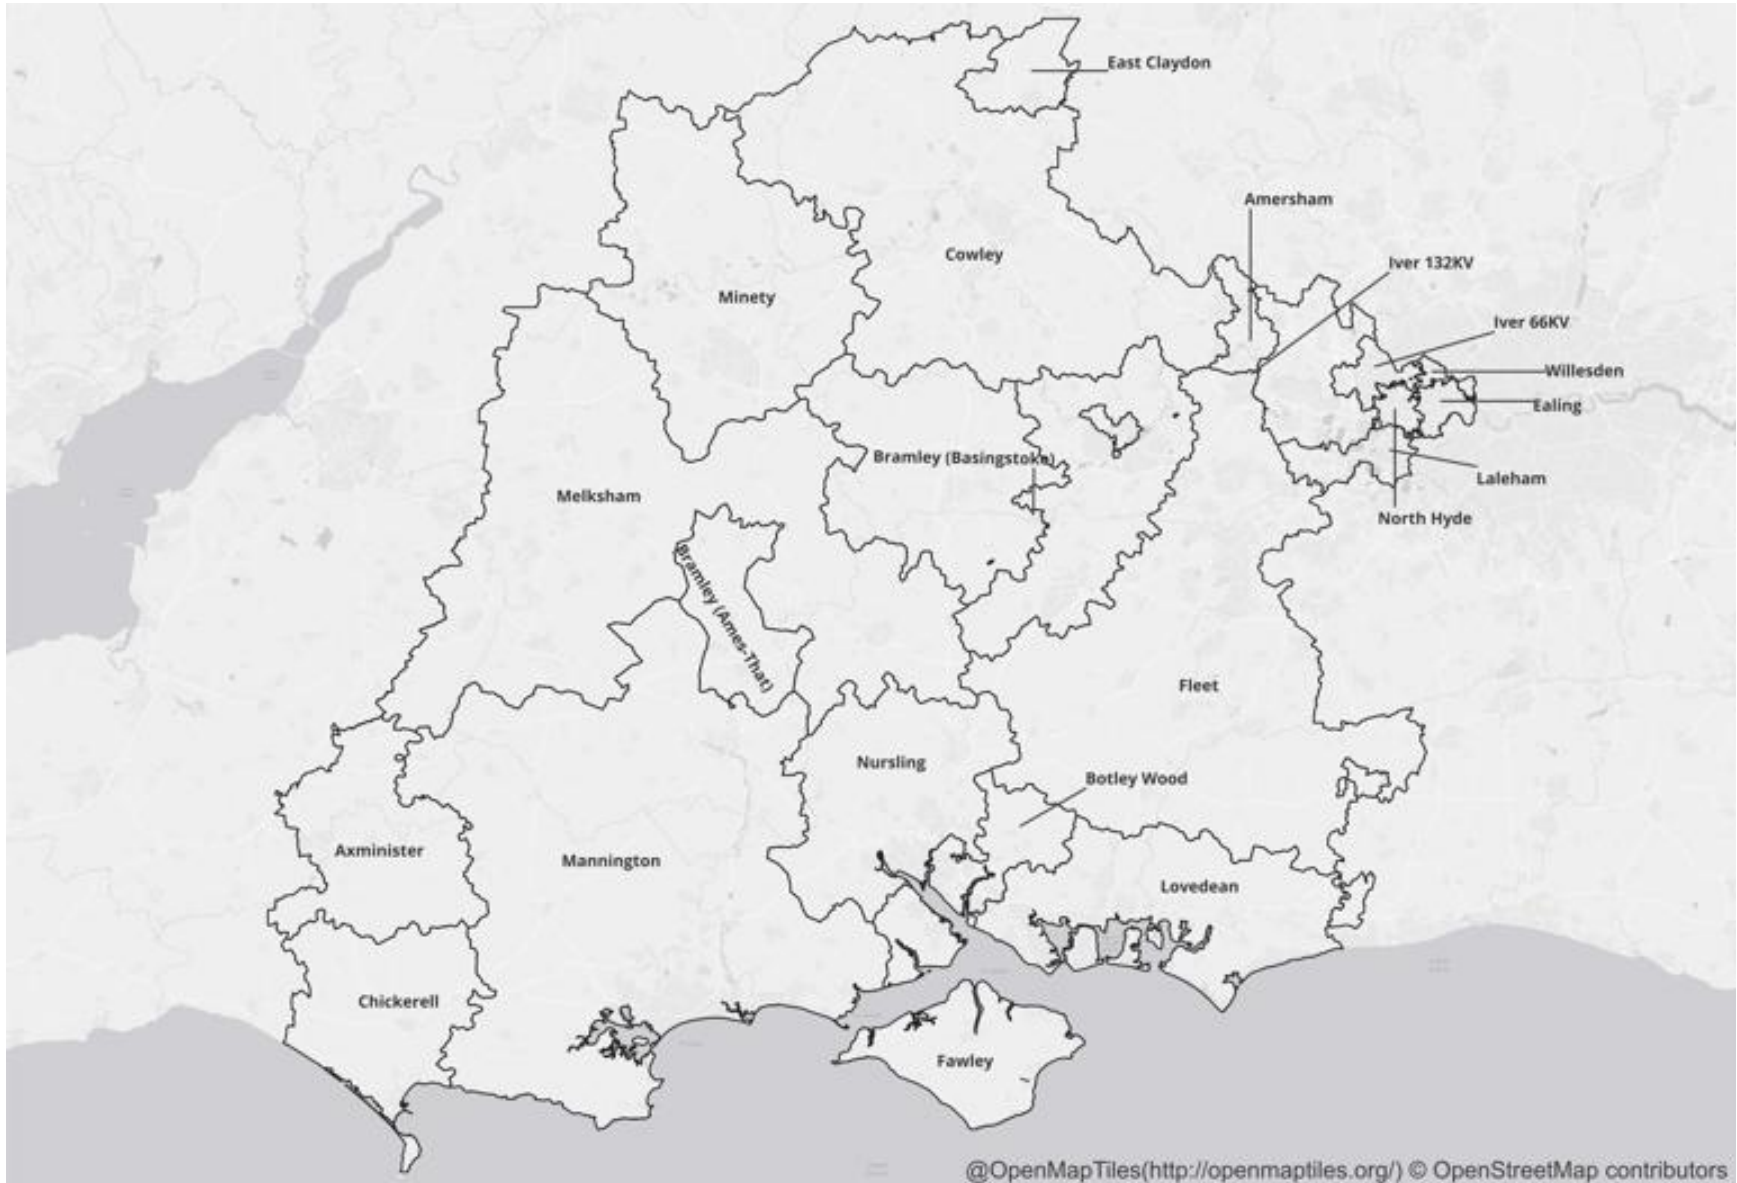 East Claydon
Amersham
Cowley
Iver 132KV
Minety
Iver 66KV
Willesden
Ealing
Bramley (Basingstoke)
Laleham
Melksham
North Hyde
Bramley (Ames-That)
Fleet
Nursling
Botley Wood
Axminister
Mannington
Lovedean
Chickerell
Fawley
@OpenMapTiles(http://openmaptiles.org/) © OpenStreetMap contributors